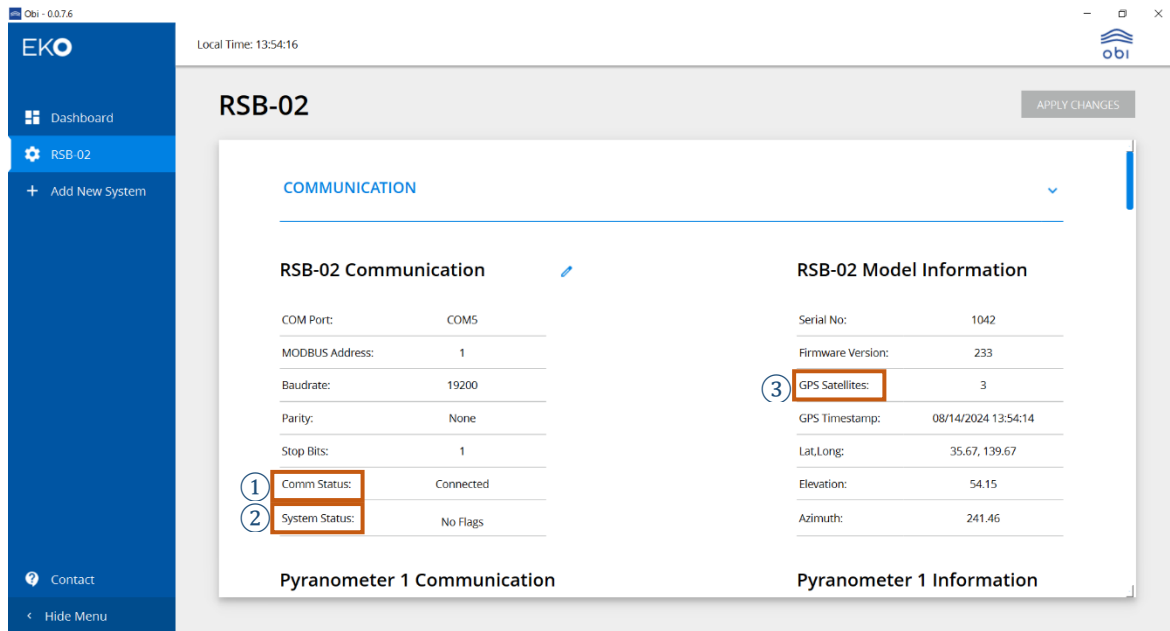 Obi - 0.0.7.6
EKO
Local Time: 13:54:16
obi
Dashboard
RSB-02
Add New System
RSB-02
APPLY CHANGES
COMMUNICATION
RSB-02 Communication
COM Port: COM5
MODBUS Address: 1
Baudrate: 19200
Parity: None
Stop Bits: 1
① Comm Status: Connected
② System Status: No Flags
Pyranometer 1 Communication
RSB-02 Model Information
Serial No: 1042
Firmware Version: 233
③ GPS Satellites: 3
GPS Timestamp: 08/14/2024 13:54:14
Lat,Long: 35.67, 139.67
Elevation: 54.15
Azimuth: 241.46
Pyranometer 1 Information
Contact
Hide Menu